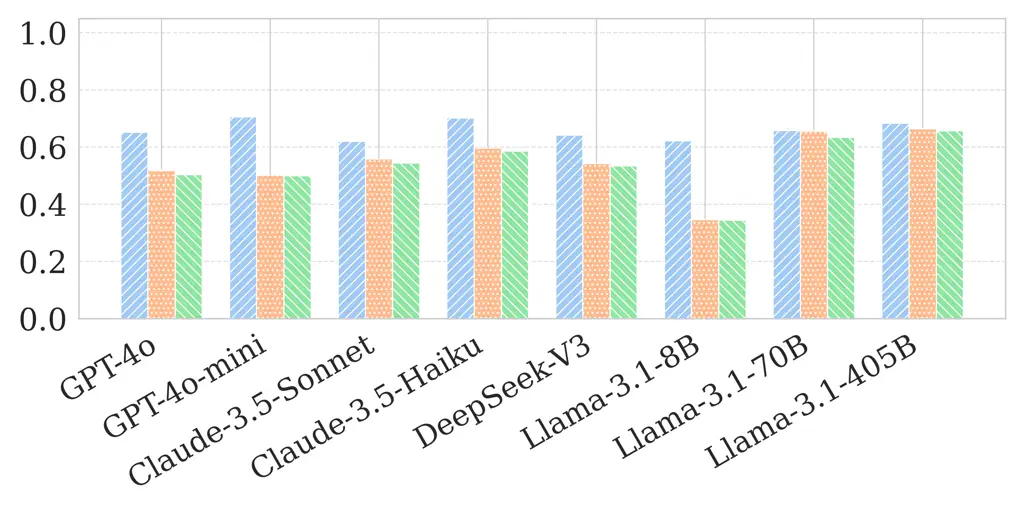 1.0
0.8
0.6
0.4
0.2
0.0
GPT-4o
GPT-4o-mini
Claude-3.5-Sonnet
Claude-3.5-Haiku
DeepSeek-V3
Llama-3.1-8B
Llama-3.1-70B
Llama-3.1-405B